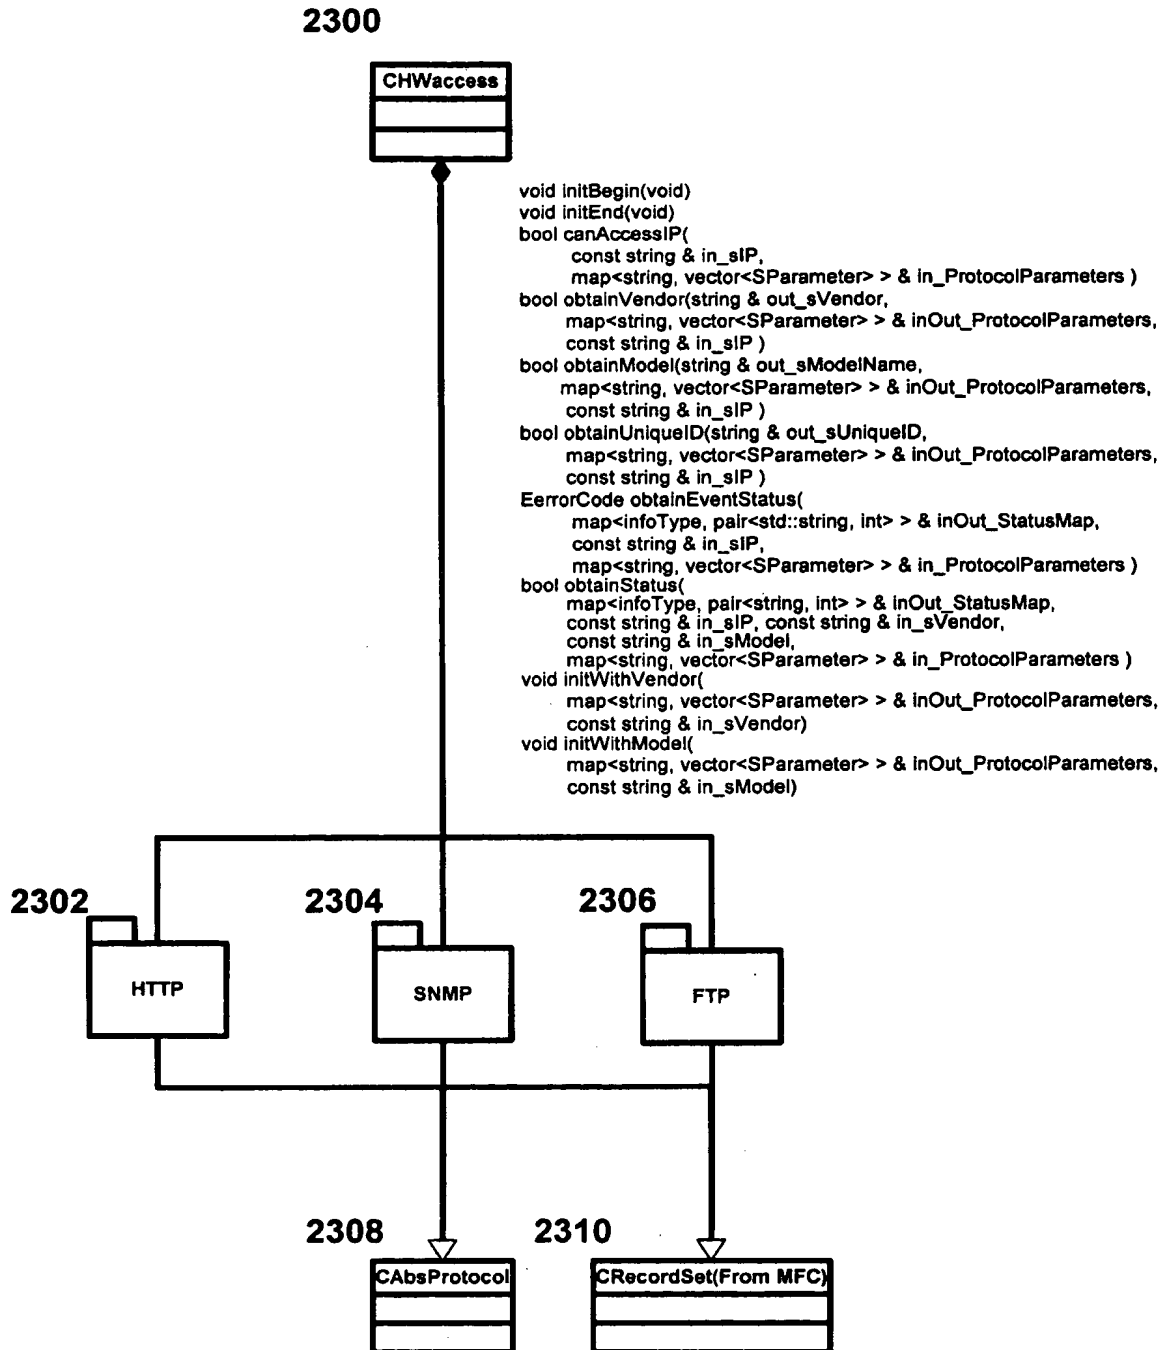 2300
CHWaccess
void initBegin(void)
void initEnd(void)
bool canAccessIP(
const string & in_sIP,
map<string, vector<SParameter> > & in_ProtocolParameters )
bool obtainVendor(string & out_sVendor,
map<string, vector<SParameter> > & inOut_ProtocolParameters,
const string & in_sIP )
bool obtainModel(string & out_sModelName,
map<string, vector<SParameter> > & inOut_ProtocolParameters,
const string & in_sIP )
bool obtainUniqueID(string & out_sUniqueID,
map<string, vector<SParameter> > & inOut_ProtocolParameters,
const string & in_sIP )
EerrorCode obtainEventStatus(
map<infoType, pair<std::string, int> > & inOut_StatusMap,
const string & in_sIP,
map<string, vector<SParameter> > & in_ProtocolParameters )
bool obtainStatus(
map<infoType, pair<string, int> > & inOut_StatusMap,
const string & in_sIP, const string & in_sVendor,
const string & in_sModel,
map<string, vector<SParameter> > & in_ProtocolParameters )
void initWithVendor(
map<string, vector<SParameter> > & inOut_ProtocolParameters,
const string & in_sVendor)
void initWithModel(
map<string, vector<SParameter> > & inOut_ProtocolParameters,
const string & in_sModel)
2302
2304
2306
HTTP
SNMP
FTP
2308
2310
CAbsProtocol
CRecordSet(From MFC)